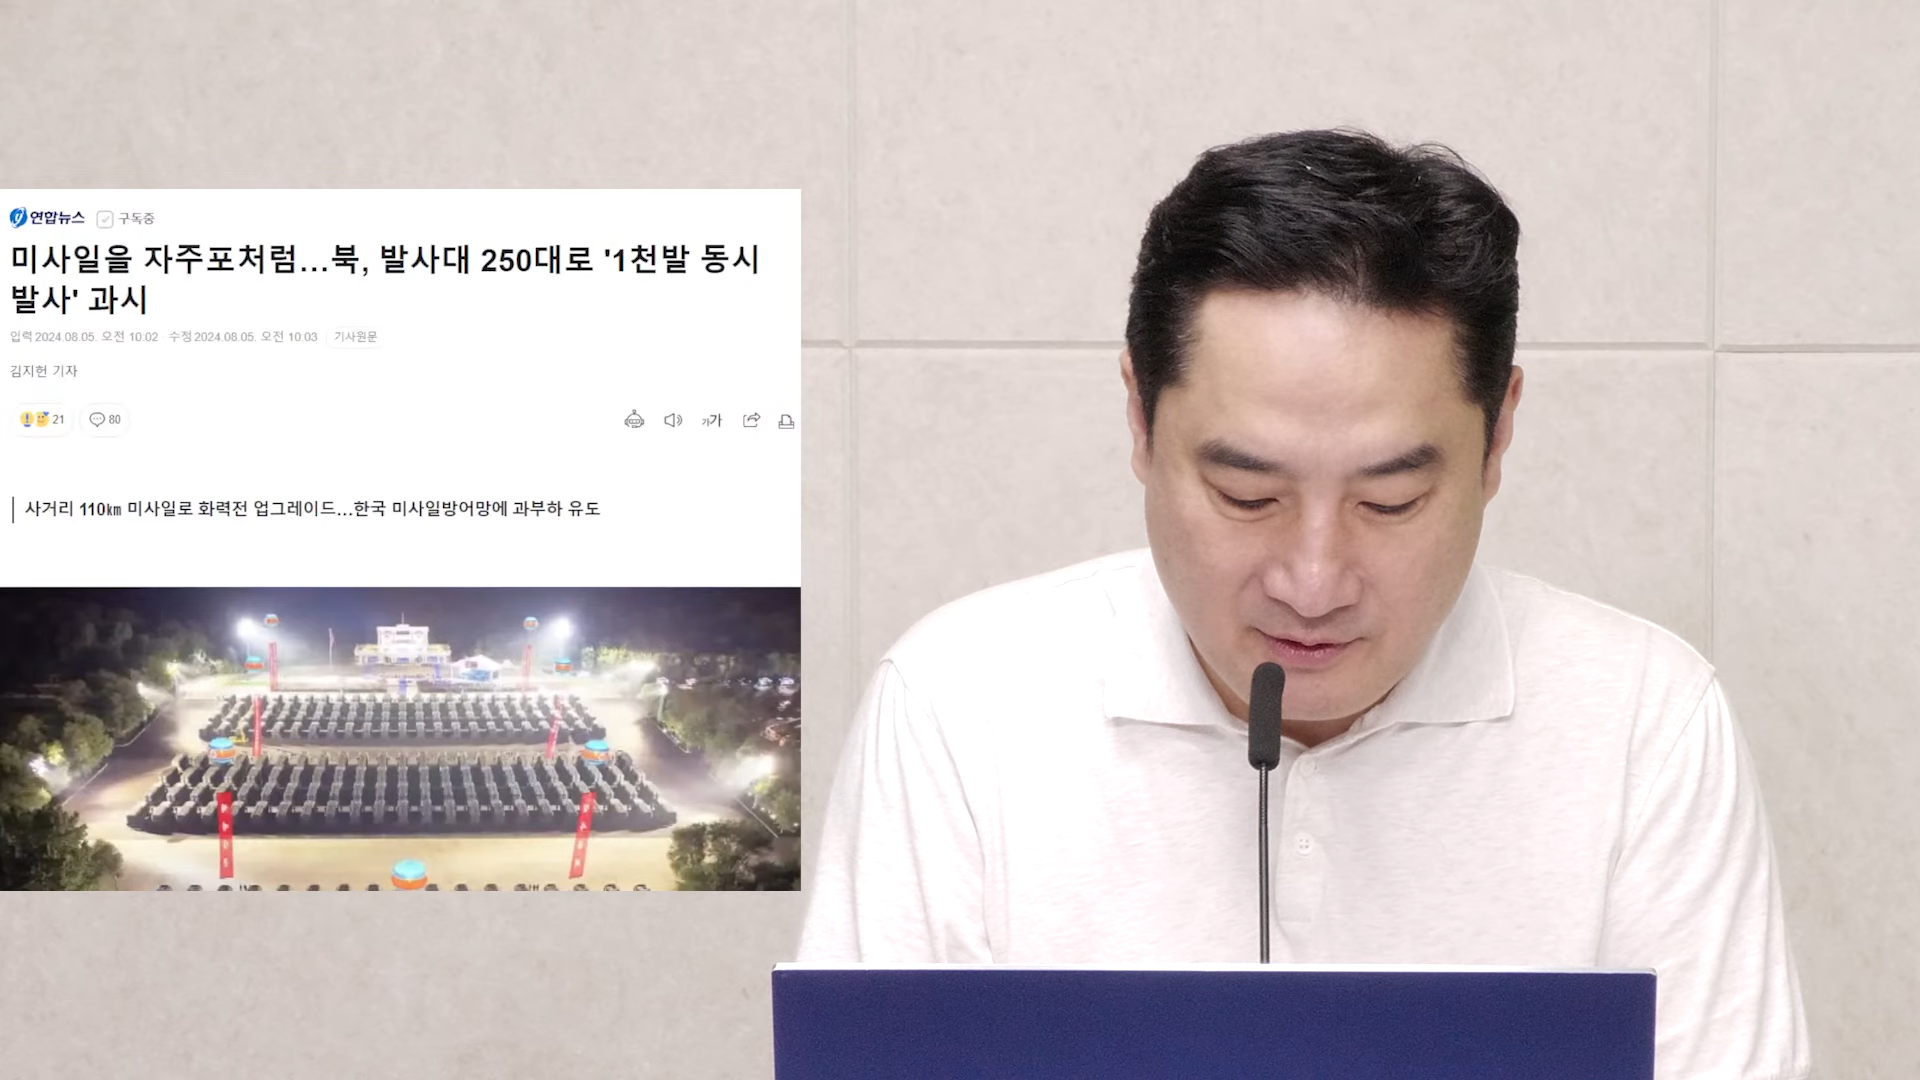 연합뉴스 구독중
미사일을 자주포처럼…북, 발사대 250대로 '1천발 동시
발사' 과시
입력 2024.08.05. 오전 10:02 · 수정 2024.08.05. 오전 10:03 기사원문
김지헌 기자
21 80
가가
사거리 110㎞ 미사일로 화력전 업그레이드…한국 미사일방어망에 과부하 유도